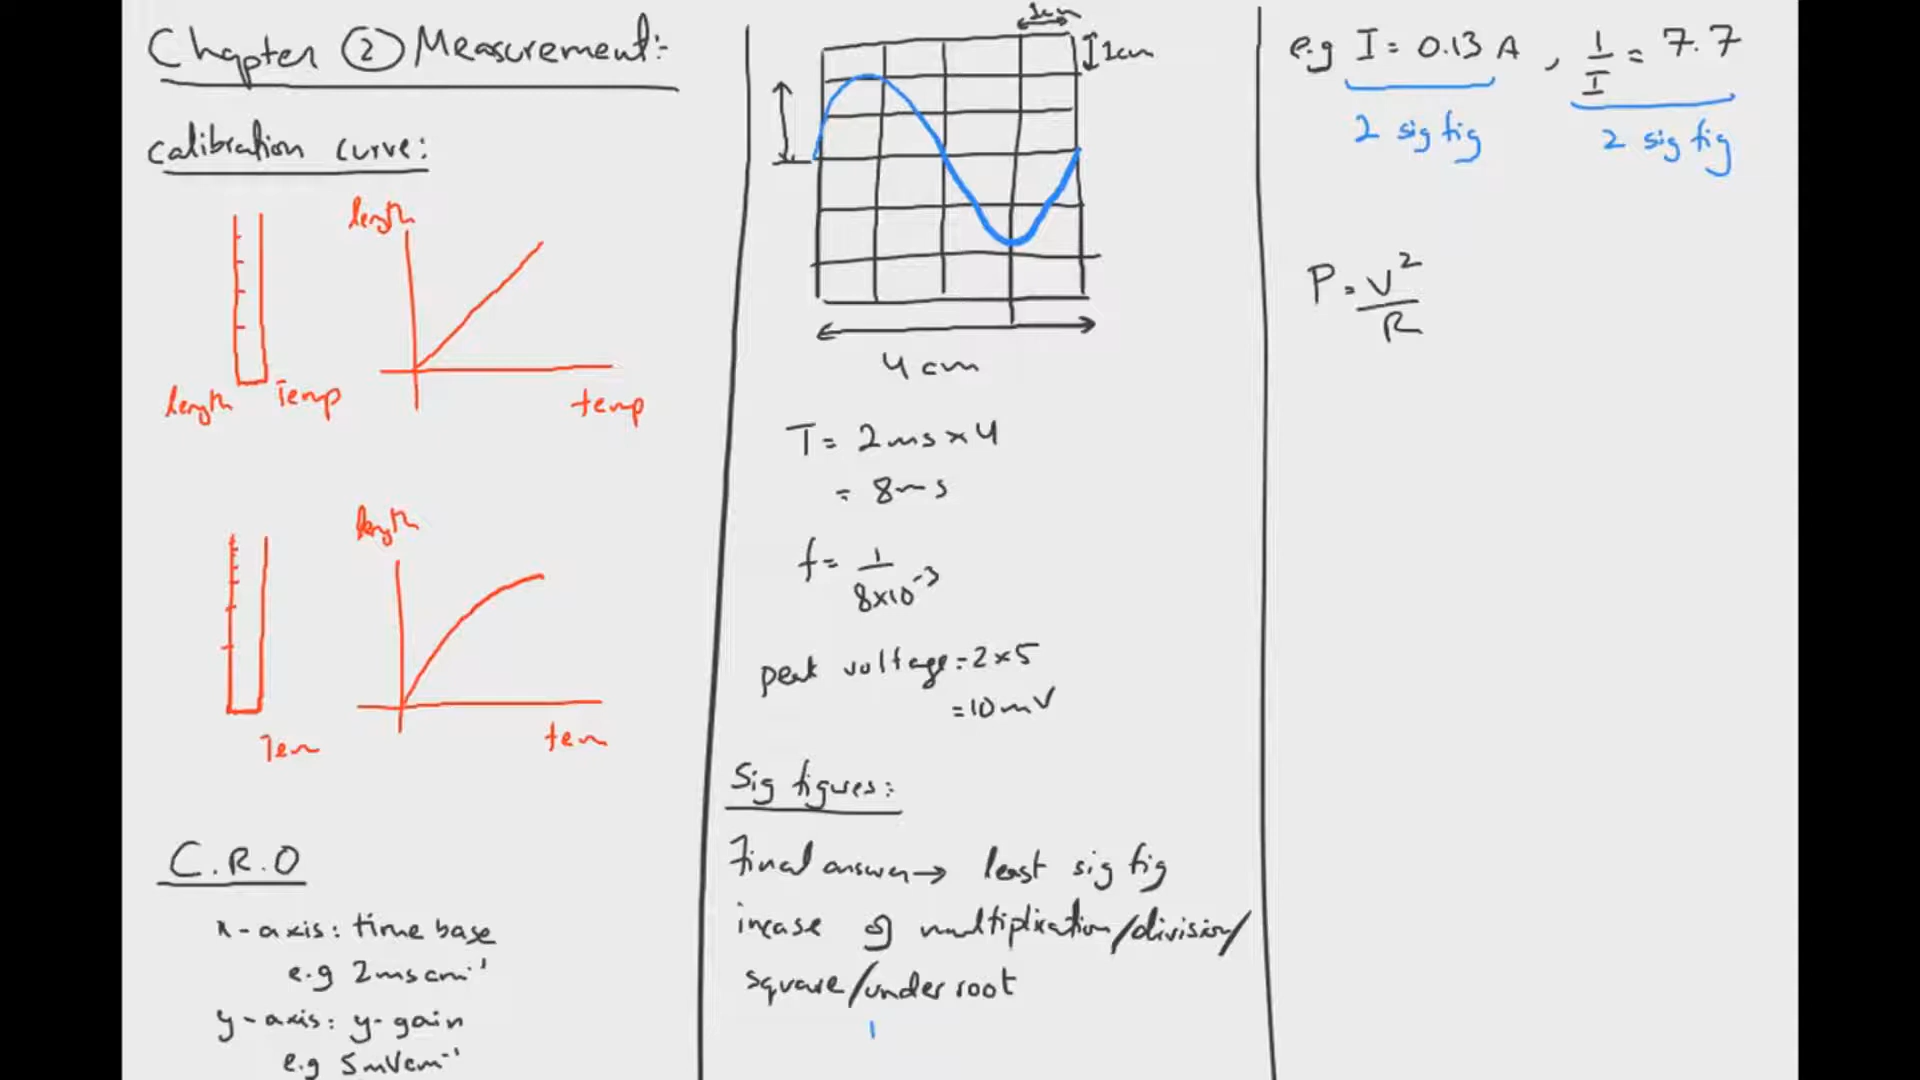 Chapter ② Measurement:-
calibration curve:
length
length Temp
temp
length
Tem
tem
C.R.O
x-axis: time base
e.g 2mscm⁻¹
y-axis: y-gain
e.g 5mVcm⁻¹
1cm
1cm
4 cm
T= 2ms×4
= 8ms
f= 1/8×10⁻³
peak voltage=2×5
=10mV
Sig figures:
Final answer → least sig fig
incase of multiplication/division/
square/under root
e.g I= 0.13 A , 1/I = 7.7
2 sig fig 2 sig fig
P= V²/R